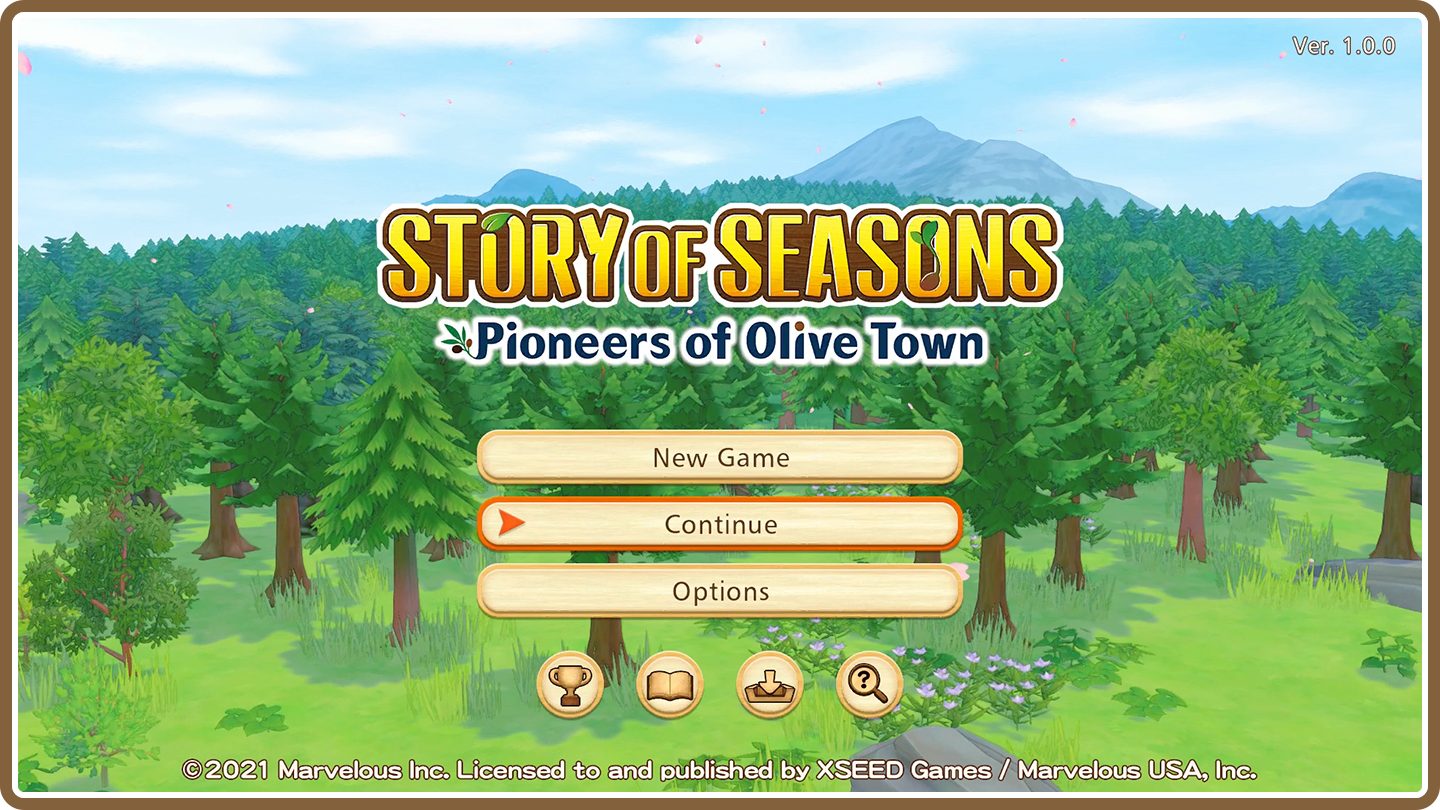 Ver. 1.0.0
STORY OF SEASONS
Pioneers of Olive Town
New Game
Continue
Options
?
©2021 Marvelous Inc. Licensed to and published by XSEED Games / Marvelous USA, Inc.